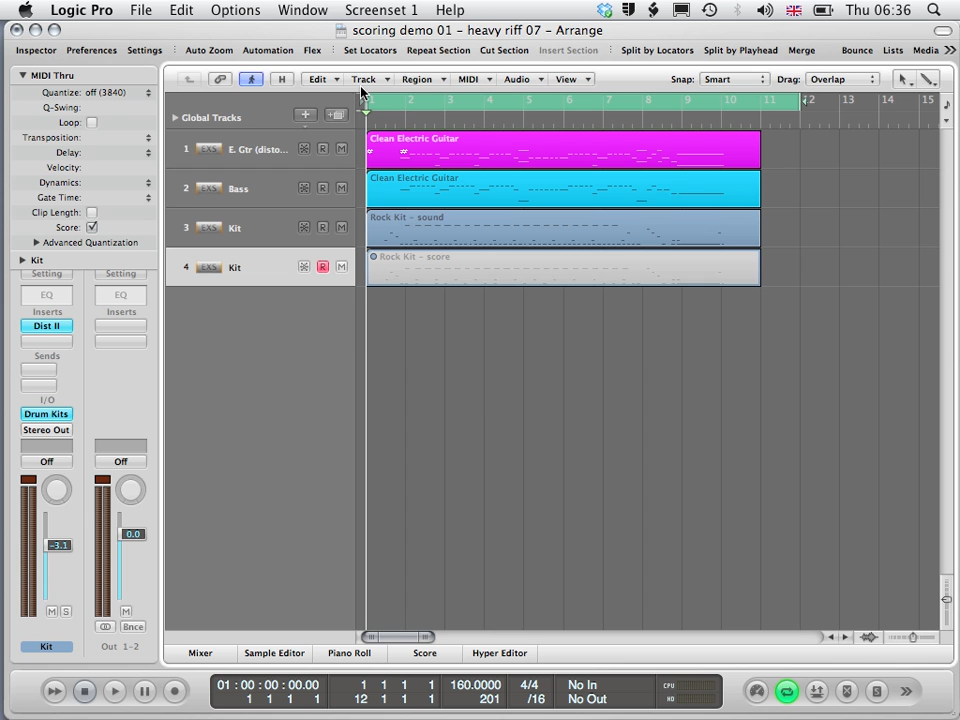 Logic Pro File Edit Options Window Screenset 1 Help Thu 06:36
scoring demo 01 - heavy riff 07 - Arrange
Inspector Preferences Settings Auto Zoom Automation Flex Set Locators Repeat Section Cut Section Insert Section Split by Locators Split by Playhead Merge Bounce Lists Media
MIDI Thru
H Edit Track Region MIDI Audio View Snap: Smart Drag: Overlap
Quantize: off (3840)
1 2 3 4 5 6 7 8 9 10 11 12 13 14 15
Q-Swing:
Loop:
Global Tracks
Transposition:
Delay:
Velocity:
Dynamics:
Gate Time:
Clip Length:
Score:
Advanced Quantization
Kit
1 EXS E. Gtr (disto... R M
Clean Electric Guitar
2 EXS Bass R M
Clean Electric Guitar
3 EXS Kit R M
Rock Kit - sound
4 EXS Kit R M
Rock Kit - score
Setting Setting
EQ EQ
Inserts Inserts
Dist II
Sends
I/O
Drum Kits
Stereo Out
Off Off
-3.1 0.0
M S M
Bnce
Kit Out 1-2
Mixer Sample Editor Piano Roll Score Hyper Editor
01 : 00 : 00 : 00.00 1 1 1 1 160.0000 4/4 No In CPU
1 1 1 1 12 1 1 1 201 /16 No Out HD
S